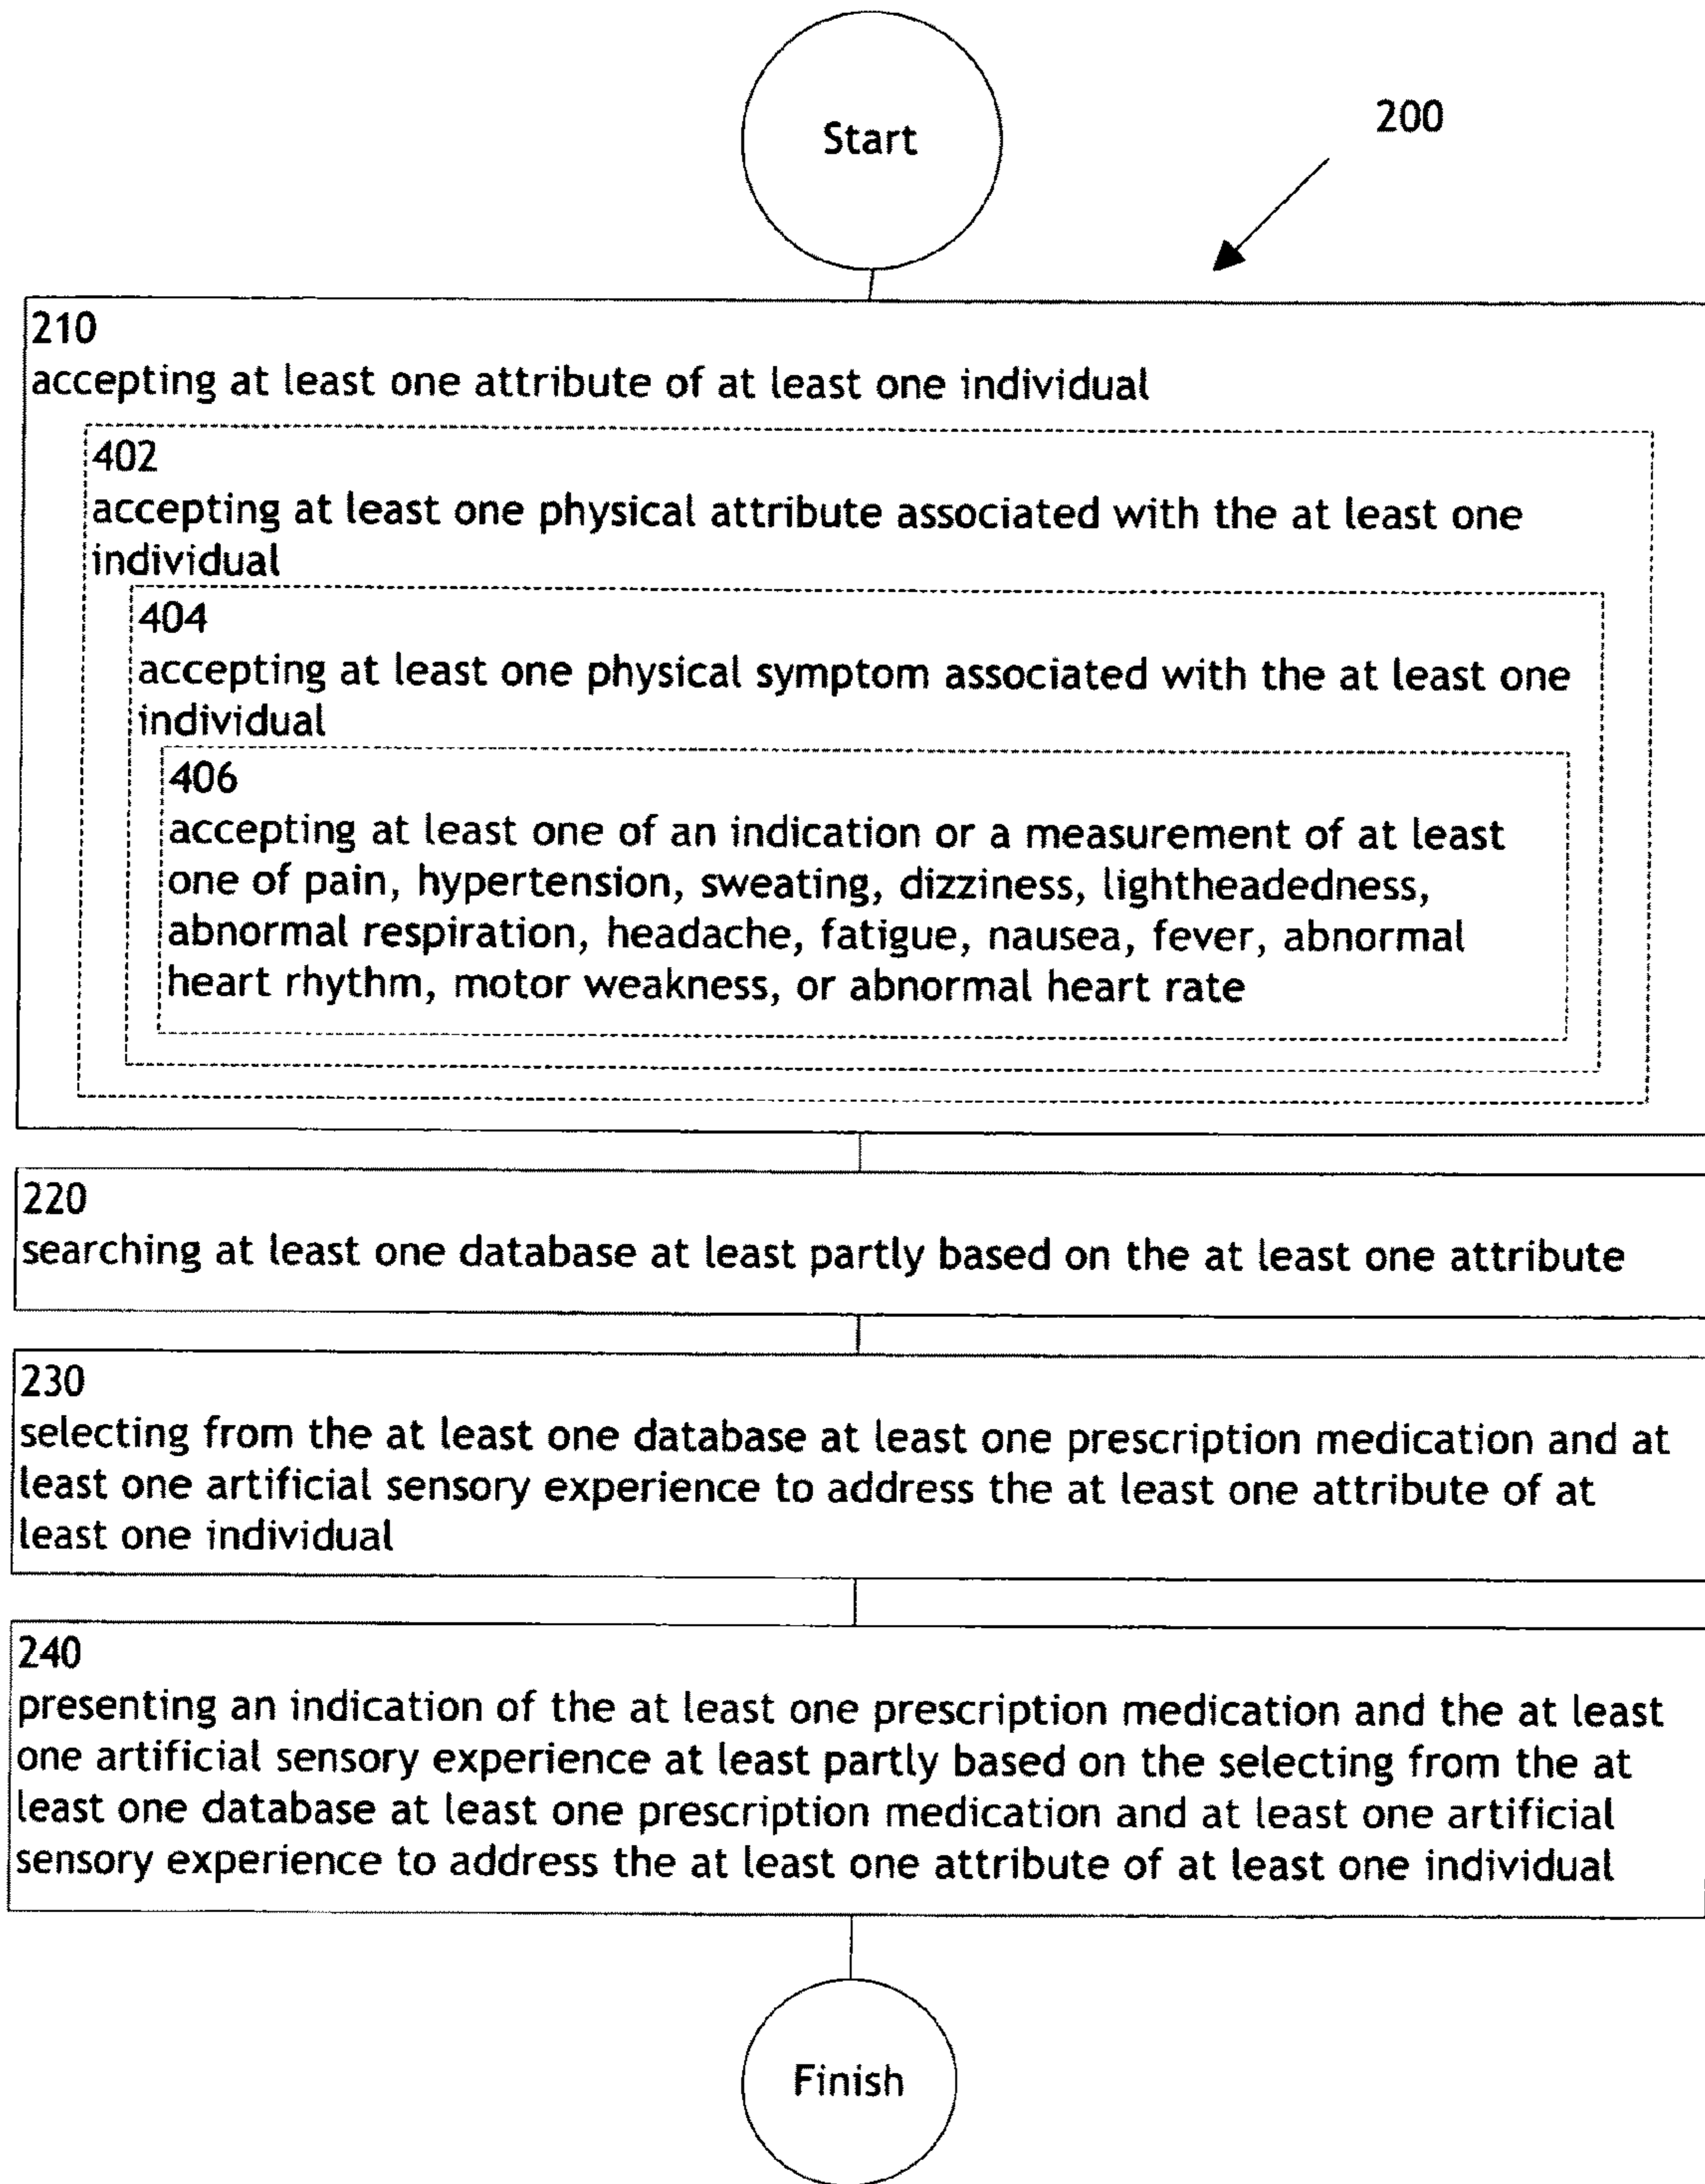 Start
200
210
accepting at least one attribute of at least one individual
402
accepting at least one physical attribute associated with the at least one
individual
404
accepting at least one physical symptom associated with the at least one
individual
406
accepting at least one of an indication or a measurement of at least
one of pain, hypertension, sweating, dizziness, lightheadedness,
abnormal respiration, headache, fatigue, nausea, fever, abnormal
heart rhythm, motor weakness, or abnormal heart rate
220
searching at least one database at least partly based on the at least one attribute
230
selecting from the at least one database at least one prescription medication and at
least one artificial sensory experience to address the at least one attribute of at
least one individual
240
presenting an indication of the at least one prescription medication and the at least
one artificial sensory experience at least partly based on the selecting from the at
least one database at least one prescription medication and at least one artificial
sensory experience to address the at least one attribute of at least one individual
Finish